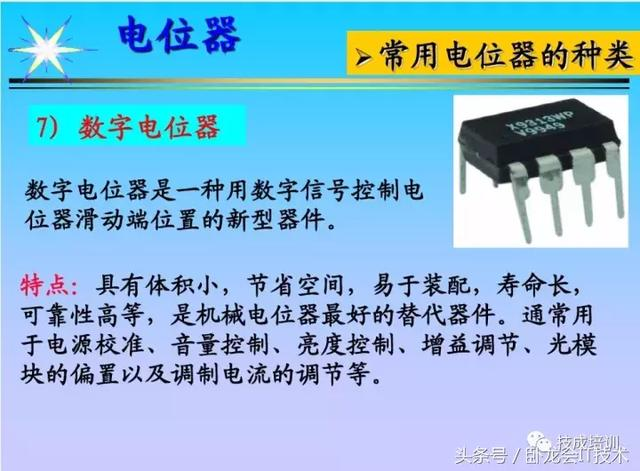 电位器
➢常用电位器的种类
7）数字电位器
X9313WP
Y9949
数字电位器是一种用数字信号控制电
位器滑动端位置的新型器件。
特点：具有体积小，节省空间，易于装配，寿命长，
可靠性高等，是机械电位器最好的替代器件。通常用
于电源校准、音量控制、亮度控制、增益调节、光模
块的偏置以及调制电流的调节等。
技成培训
头条号 / 卧龙会IT技术